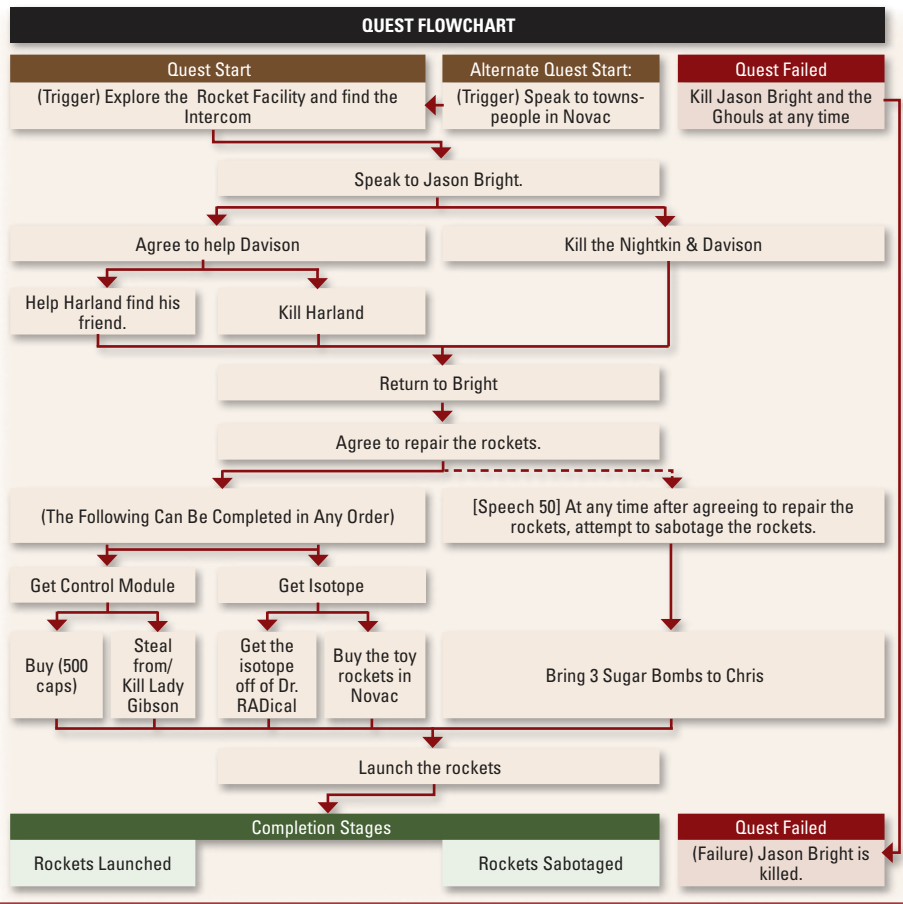 QUEST FLOWCHART
Quest Start
(Trigger) Explore the Rocket Facility and find the
Intercom
Alternate Quest Start:
(Trigger) Speak to towns-
people in Novac
Quest Failed
Kill Jason Bright and the
Ghouls at any time
Speak to Jason Bright.
Agree to help Davison
Kill the Nightkin & Davison
Help Harland find his
friend.
Kill Harland
Return to Bright
Agree to repair the rockets.
(The Following Can Be Completed in Any Order)
[Speech 50] At any time after agreeing to repair the
rockets, attempt to sabotage the rockets.
Get Control Module
Get Isotope
Buy (500
caps)
Steal
from/
Kill Lady
Gibson
Get the
isotope
off of Dr.
RADical
Buy the toy
rockets in
Novac
Bring 3 Sugar Bombs to Chris
Launch the rockets
Completion Stages
Rockets Launched
Rockets Sabotaged
Quest Failed
(Failure) Jason Bright is
killed.